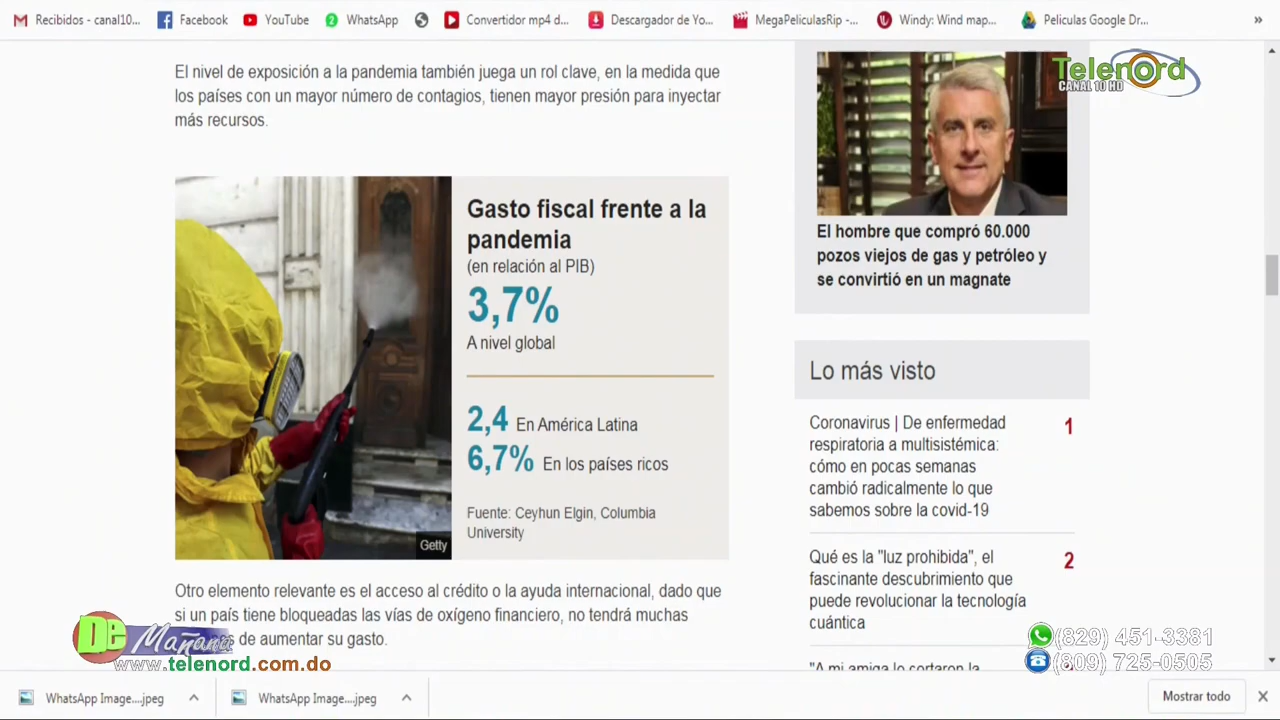 Recibidos - canal10...
Facebook
YouTube
WhatsApp
Convertidor mp4 d...
Descargador de Yo...
MegaPeliculasRip -...
Windy: Wind map...
Peliculas Google Dr...
»
El nivel de exposición a la pandemia también juega un rol clave, en la medida que
los países con un mayor número de contagios, tienen mayor presión para inyectar
más recursos.
Gasto fiscal frente a la
pandemia
(en relación al PIB)
3,7%
A nivel global
2,4 En América Latina
6,7% En los países ricos
Fuente: Ceyhun Elgin, Columbia
University
Getty
Otro elemento relevante es el acceso al crédito o la ayuda internacional, dado que
si un país tiene bloqueadas las vías de oxígeno financiero, no tendrá muchas
de aumentar su gasto.
Telenord
CANAL 10 HD
El hombre que compró 60.000
pozos viejos de gas y petróleo y
se convirtió en un magnate
Lo más visto
Coronavirus | De enfermedad
respiratoria a multisistémica:
cómo en pocas semanas
cambió radicalmente lo que
sabemos sobre la covid-19
1
Qué es la "luz prohibida", el
fascinante descubrimiento que
puede revolucionar la tecnología
cuántica
2
"A mi amiga le cortaron la
De Mañana
www.telenord.com.do
(829) 451-3381
(809) 725-0505
WhatsApp Image....jpeg
WhatsApp Image....jpeg
Mostrar todo